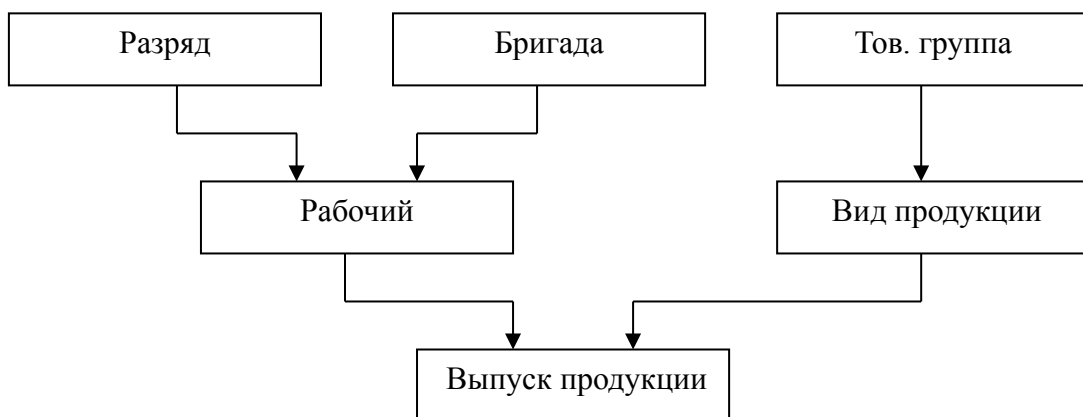 Разряд
Бригада
Тов. группа
Рабочий
Вид продукции
Выпуск продукции